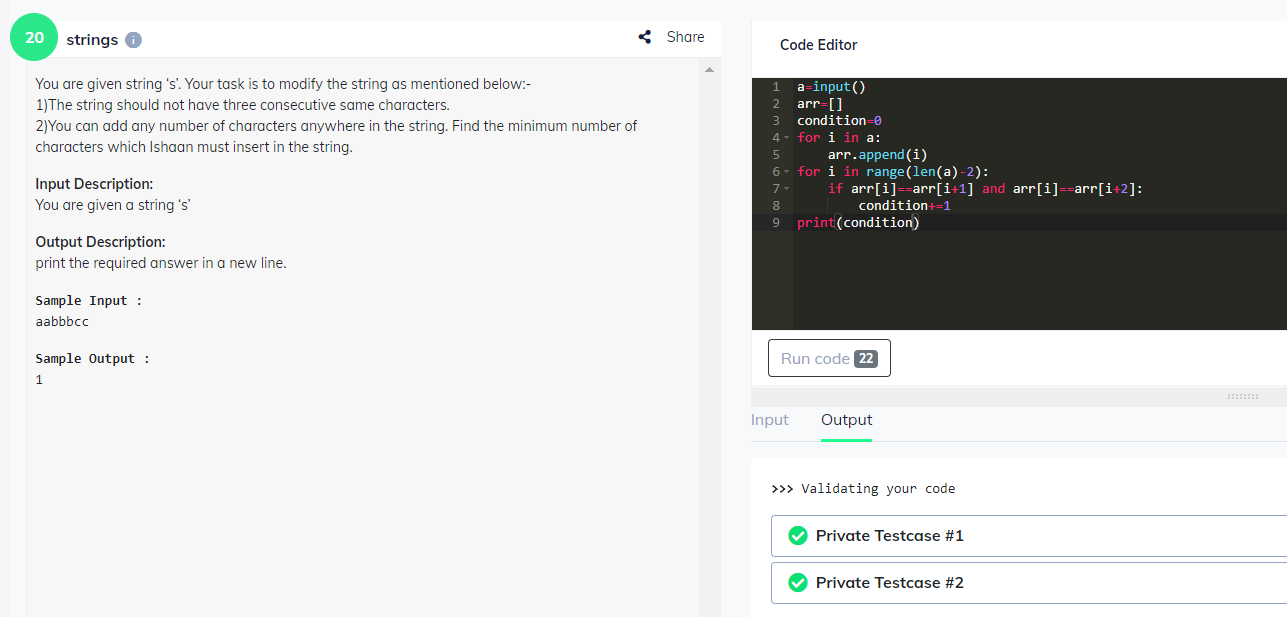 20
strings i
Share
You are given string ‘s’. Your task is to modify the string as mentioned below:-
1)The string should not have three consecutive same characters.
2)You can add any number of characters anywhere in the string. Find the minimum number of
characters which Ishaan must insert in the string.
Input Description:
You are given a string ‘s’
Output Description:
print the required answer in a new line.
Sample Input :
aabbbcc
Sample Output :
1
Code Editor
1 a=input()
2 arr=[]
3 condition=0
4 for i in a:
5     arr.append(i)
6 for i in range(len(a)-2):
7     if arr[i]==arr[i+1] and arr[i]==arr[i+2]:
8         condition+=1
9 print(condition)
Run code 22
Input Output
>>> Validating your code
Private Testcase #1
Private Testcase #2